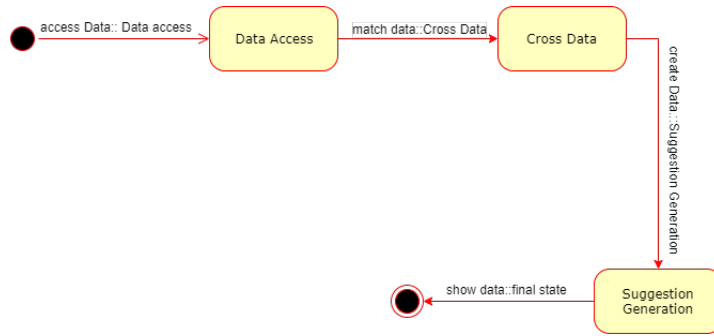 access Data:: Data access
Data Access
match data::Cross Data
Cross Data
create Data:::Suggestion Generation
Suggestion
Generation
show data::final state